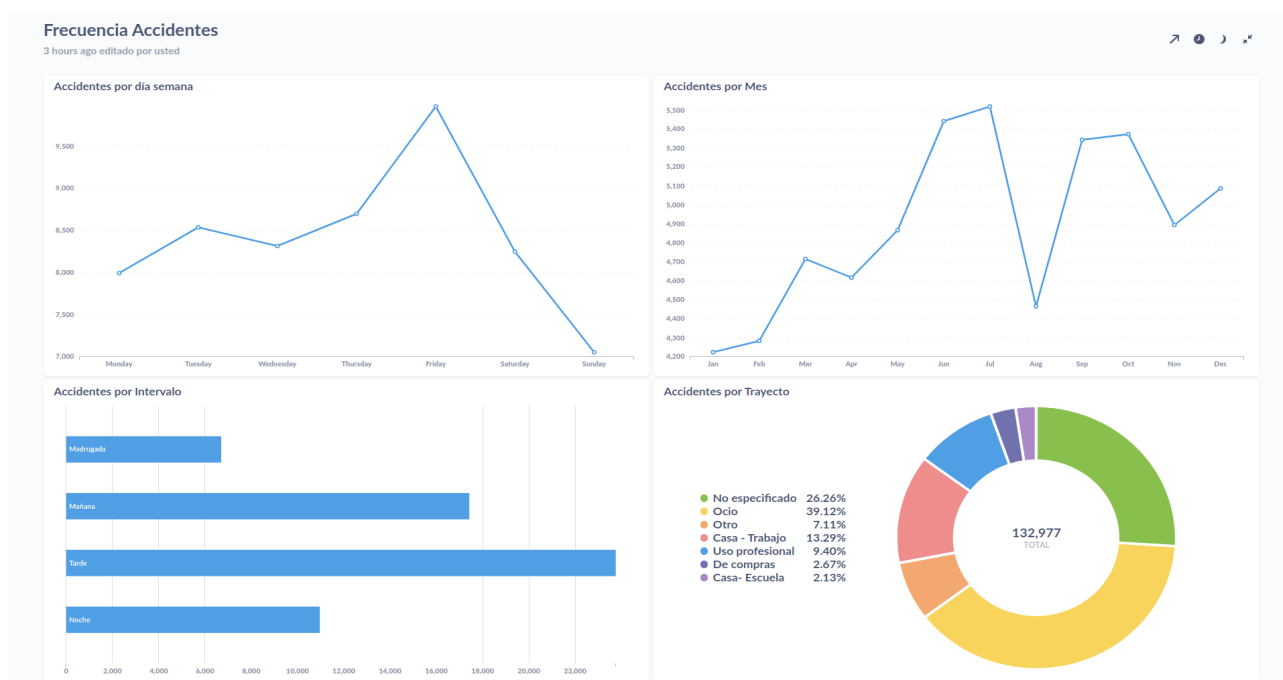 Frecuencia Accidentes
3 hours ago editado por usted
Accidentes por día semana
9,500
9,000
8,500
8,000
7,500
7,000
Monday Tuesday Wednesday Thursday Friday Saturday Sunday
Accidentes por Mes
5,500
5,400
5,300
5,200
5,100
5,000
4,900
4,800
4,700
4,600
4,500
4,400
4,300
4,200
Jan Feb Mar Apr May Jun Jul Aug Sep Oct Nov Dec
Accidentes por Intervalo
Madrugada
Mañana
Tarde
Noche
0 2,000 4,000 6,000 8,000 10,000 12,000 14,000 16,000 18,000 20,000 22,000
Accidentes por Trayecto
No especificado 26.26%
Ocio 39.12%
Otro 7.11%
Casa - Trabajo 13.29%
Uso profesional 9.40%
De compras 2.67%
Casa- Escuela 2.13%
132,977
TOTAL